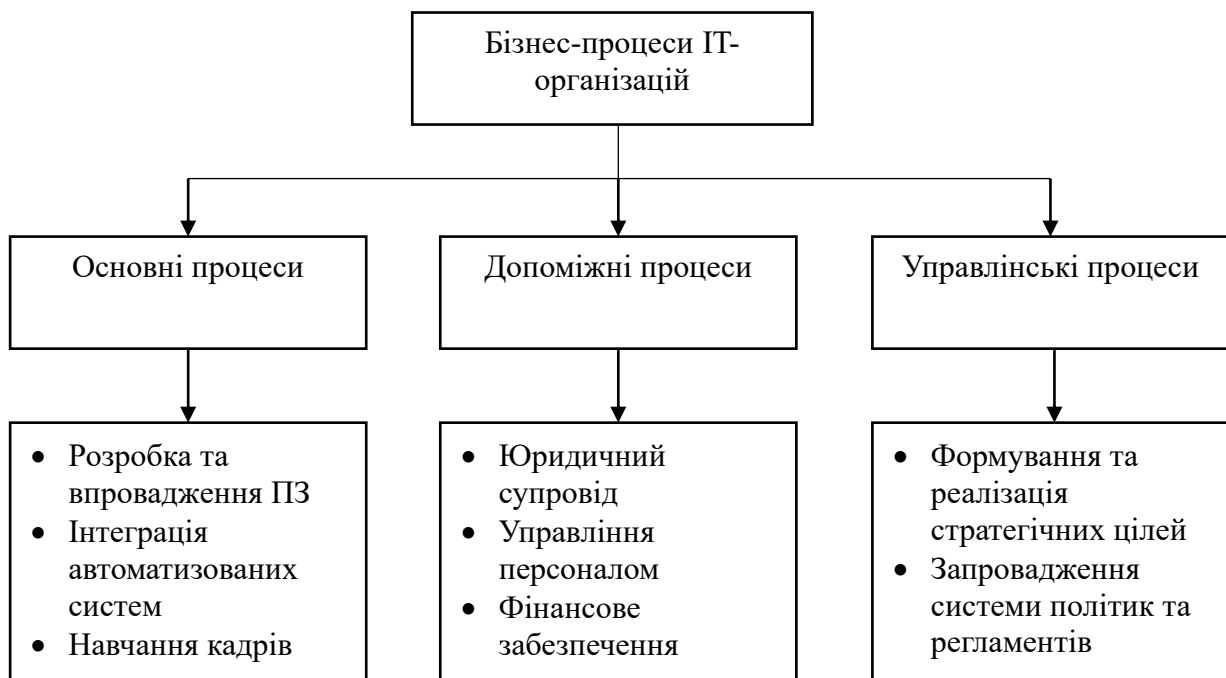 Бізнес-процеси ІТ-
організацій
Основні процеси
Допоміжні процеси
Управлінські процеси
• Розробка та
впровадження ПЗ
• Інтеграція
автоматизованих
систем
• Навчання кадрів
• Юридичний
супровід
• Управління
персоналом
• Фінансове
забезпечення
• Формування та
реалізація
стратегічних цілей
• Запровадження
системи політик та
регламентів